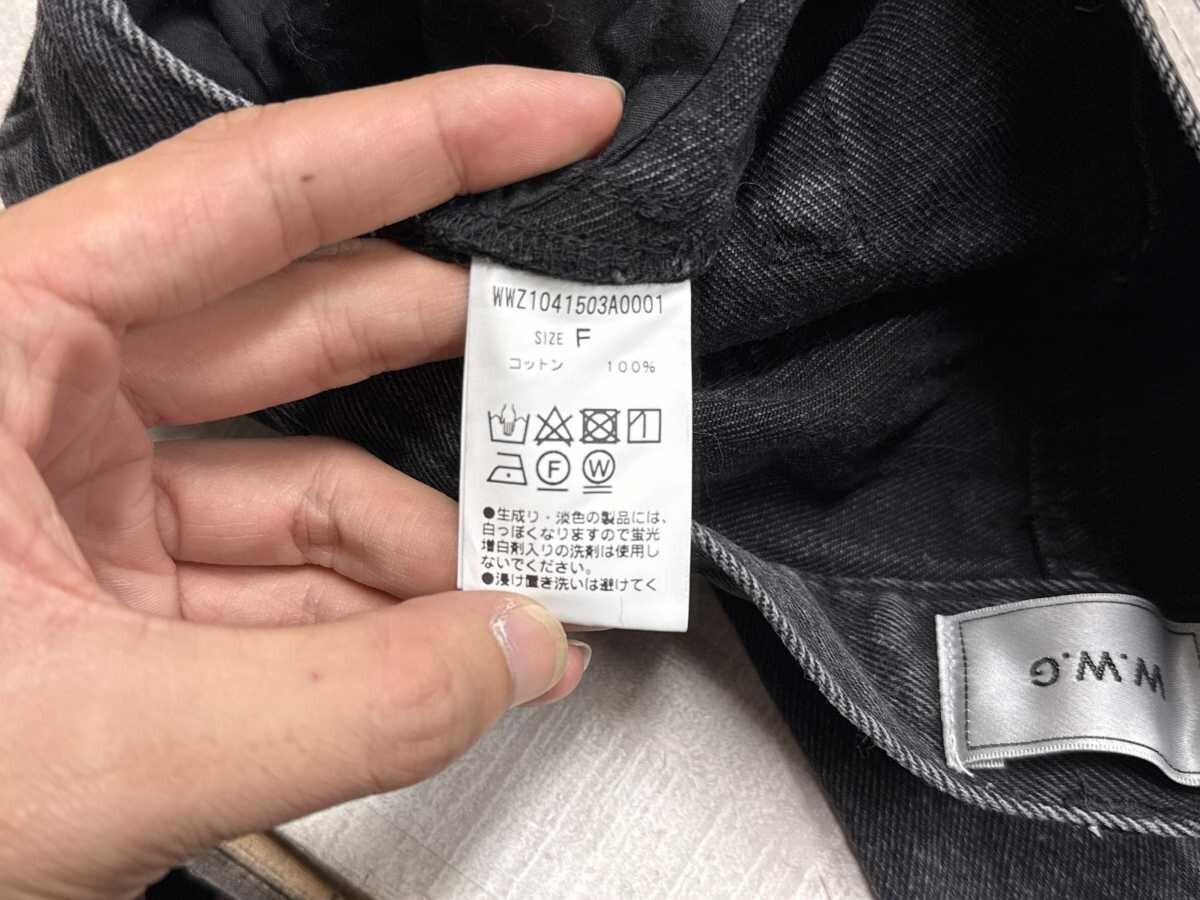 WWZ1041503A0001
SIZE F
コットン 100%
F W
●生成り・淡色の製品には、
白っぽくなりますので蛍光
増白剤入りの洗剤は使用し
ないでください。
●浸け置き洗いは避けてく
W.W.G